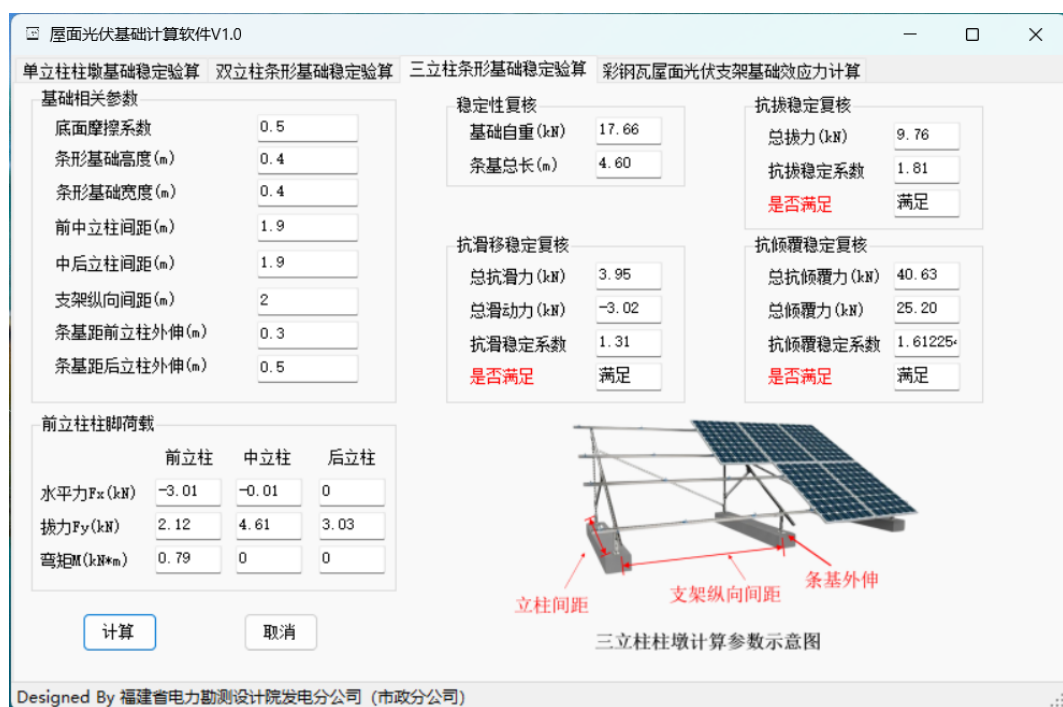 屋面光伏基础计算软件V1.0
单立柱柱墩基础稳定验算 双立柱条形基础稳定验算 三立柱条形基础稳定验算 彩钢瓦屋面光伏支架基础效应力计算
基础相关参数
底面摩擦系数 0.5
条形基础高度(m) 0.4
条形基础宽度(m) 0.4
前中立柱间距(m) 1.9
中后立柱间距(m) 1.9
支架纵向间距(m) 2
条基距前立柱外伸(m) 0.3
条基距后立柱外伸(m) 0.5
稳定性复核
基础自重(kN) 17.66
条基总长(m) 4.60
抗拔稳定复核
总拔力(kN) 9.76
抗拔稳定系数 1.81
是否满足 满足
抗滑移稳定复核
总抗滑力(kN) 3.95
总滑动力(kN) -3.02
抗滑稳定系数 1.31
是否满足 满足
抗倾覆稳定复核
总抗倾覆力(kN) 40.63
总倾覆力(kN) 25.20
抗倾覆稳定系数 1.61225
是否满足 满足
前立柱柱脚荷载
前立柱 中立柱 后立柱
水平力Fx(kN) -3.01 -0.01 0
拔力Fy(kN) 2.12 4.61 3.03
弯矩M(kN*m) 0.79 0 0
计算 取消
立柱间距
支架纵向间距
条基外伸
三立柱柱墩计算参数示意图
Designed By 福建省电力勘测设计院发电分公司（市政分公司）